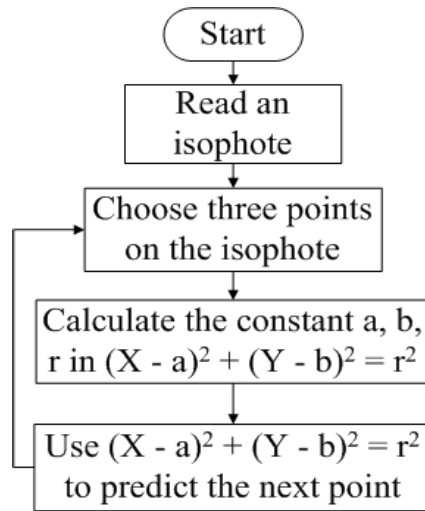 Start
Read an
isophote
Choose three points
on the isophote
Calculate the constant a, b,
r in (X - a)² + (Y - b)² = r²
Use (X - a)² + (Y - b)² = r²
to predict the next point